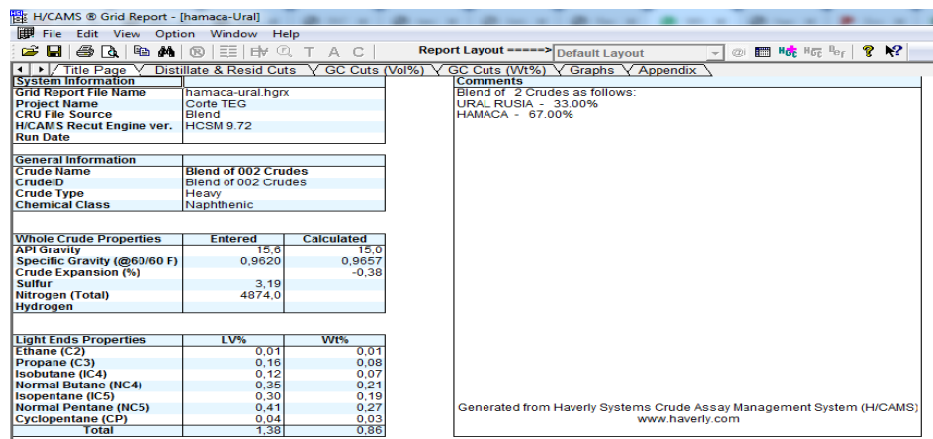 H/CAMS ® Grid Report - [hamaca-Ural]
File Edit View Option Window Help
T A C Report Layout =====> Default Layout
Title Page Distillate & Resid Cuts GC Cuts (Vol%) GC Cuts (Wt%) Graphs Appendix
System Information
Grid Report File Name hamaca-ural.hgrx
Project Name Corte TEG
CRU File Source Blend
H/CAMS Recut Engine ver. HCSM 9.72
Run Date
General Information
Crude Name Blend of 002 Crudes
CrudeID Blend of 002 Crudes
Crude Type Heavy
Chemical Class Naphthenic
Whole Crude Properties Entered Calculated
API Gravity 15,6 15,0
Specific Gravity (@60/60 F) 0,9620 0,9657
Crude Expansion (%) -0,38
Sulfur 3,19
Nitrogen (Total) 4874,0
Hydrogen
Light Ends Properties LV% Wt%
Ethane (C2) 0,01 0,01
Propane (C3) 0,16 0,08
Isobutane (IC4) 0,12 0,07
Normal Butane (NC4) 0,35 0,21
Isopentane (IC5) 0,30 0,19
Normal Pentane (NC5) 0,41 0,27
Cyclopentane (CP) 0,04 0,03
Total 1,38 0,86
Comments
Blend of 2 Crudes as follows:
URAL RUSIA - 33.00%
HAMACA - 67.00%
Generated from Haverly Systems Crude Assay Management System (H/CAMS)
www.haverly.com